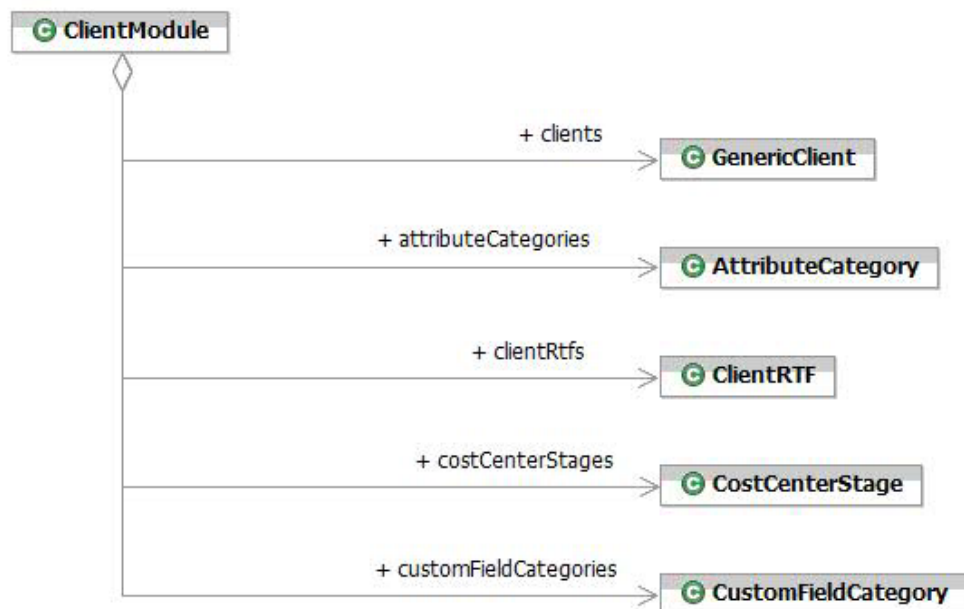 ClientModule
+ clients
GenericClient
+ attributeCategories
AttributeCategory
+ clientRtfs
ClientRTF
+ costCenterStages
CostCenterStage
+ customFieldCategories
CustomFieldCategory